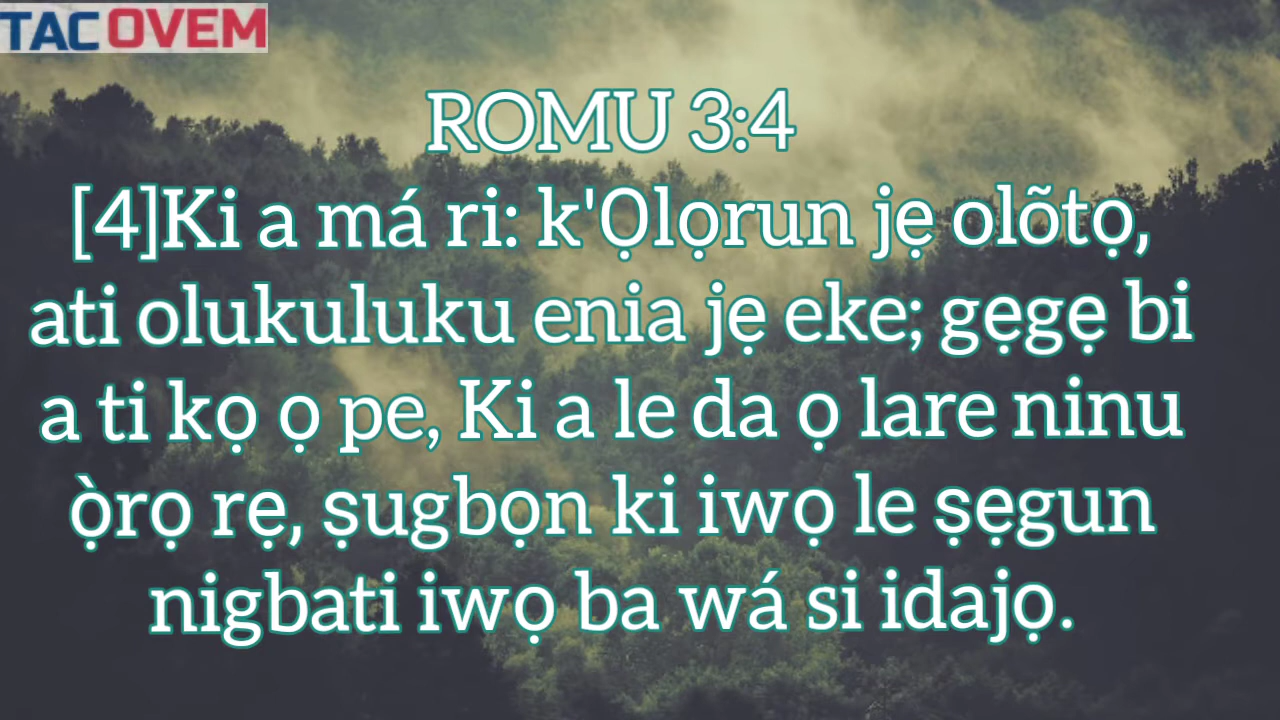 TAC OVEM
ROMU 3:4
[4]Ki a má ri: k'Ọlọrun jẹ olõtọ,
ati olukuluku enia jẹ eke; gẹgẹ bi
a ti kọ ọ pe, Ki a le da ọ lare ninu
ọ̀rọ rẹ, ṣugbọn ki iwọ le ṣẹgun
nigbati iwọ ba wá si idajọ.